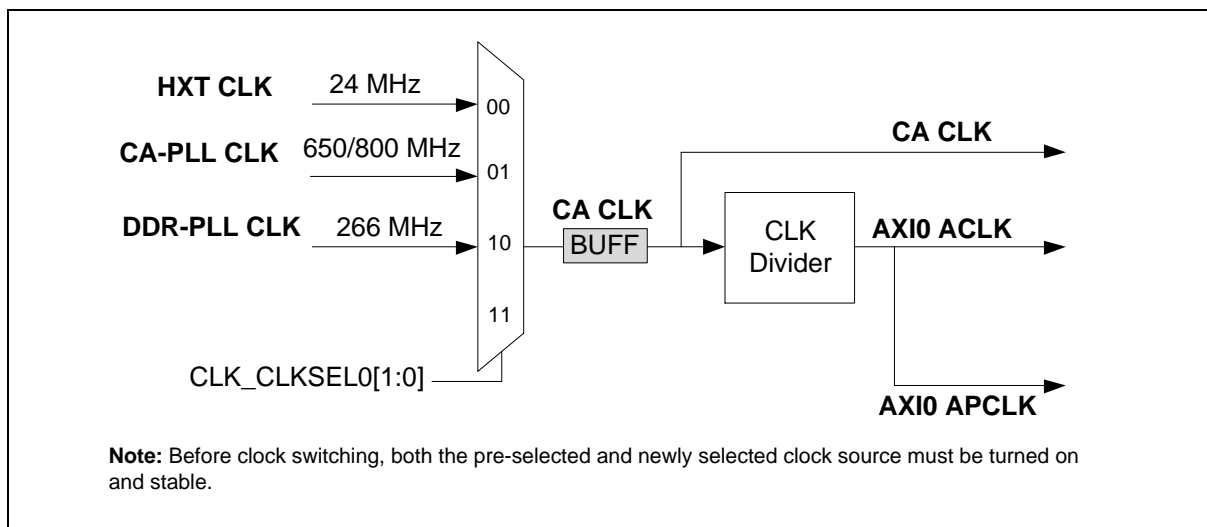 HXT CLK 24 MHz
00
CA CLK
CA-PLL CLK 650/800 MHz
01
CA CLK
DDR-PLL CLK 266 MHz
10
BUFF
CLK
Divider
AXI0 ACLK
11
CLK_CLKSEL0[1:0]
AXI0 APCLK
Note: Before clock switching, both the pre-selected and newly selected clock source must be turned on
and stable.